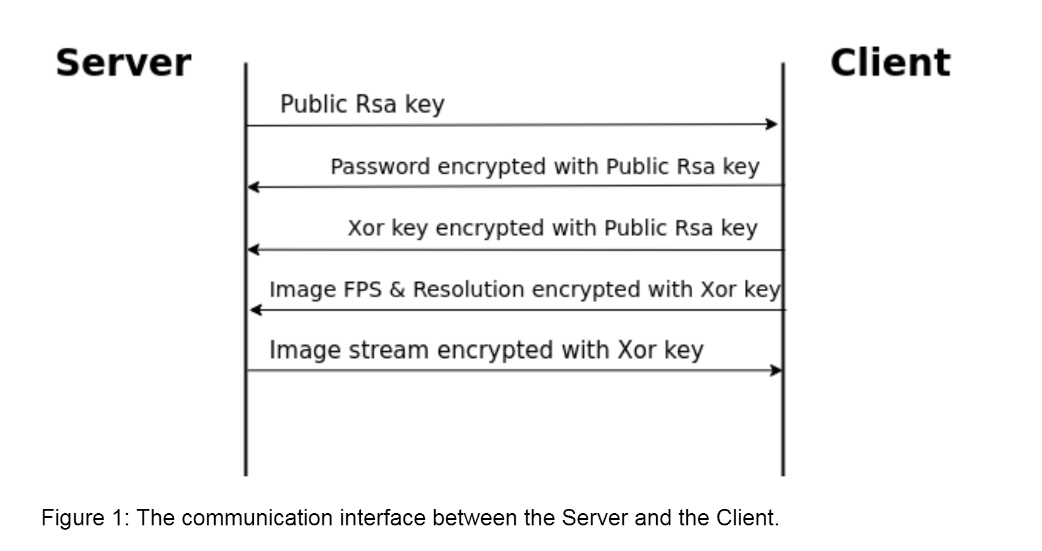 Server
Client
Public Rsa key
Password encrypted with Public Rsa key
Xor key encrypted with Public Rsa key
Image FPS & Resolution encrypted with Xor key
Image stream encrypted with Xor key
Figure 1: The communication interface between the Server and the Client.